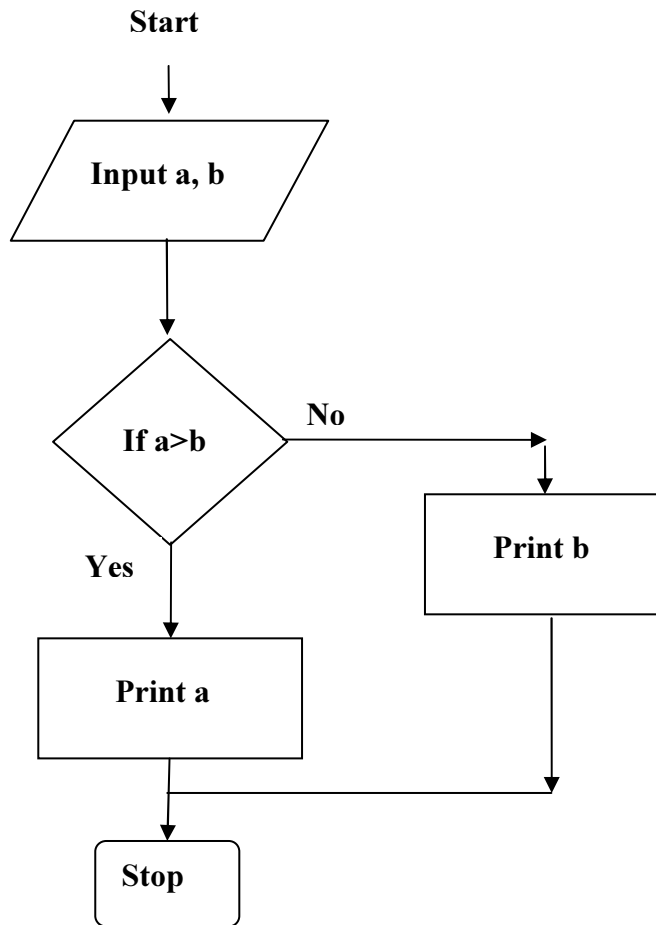 Start
Input a, b
If a>b
No
Yes
Print b
Print a
Stop